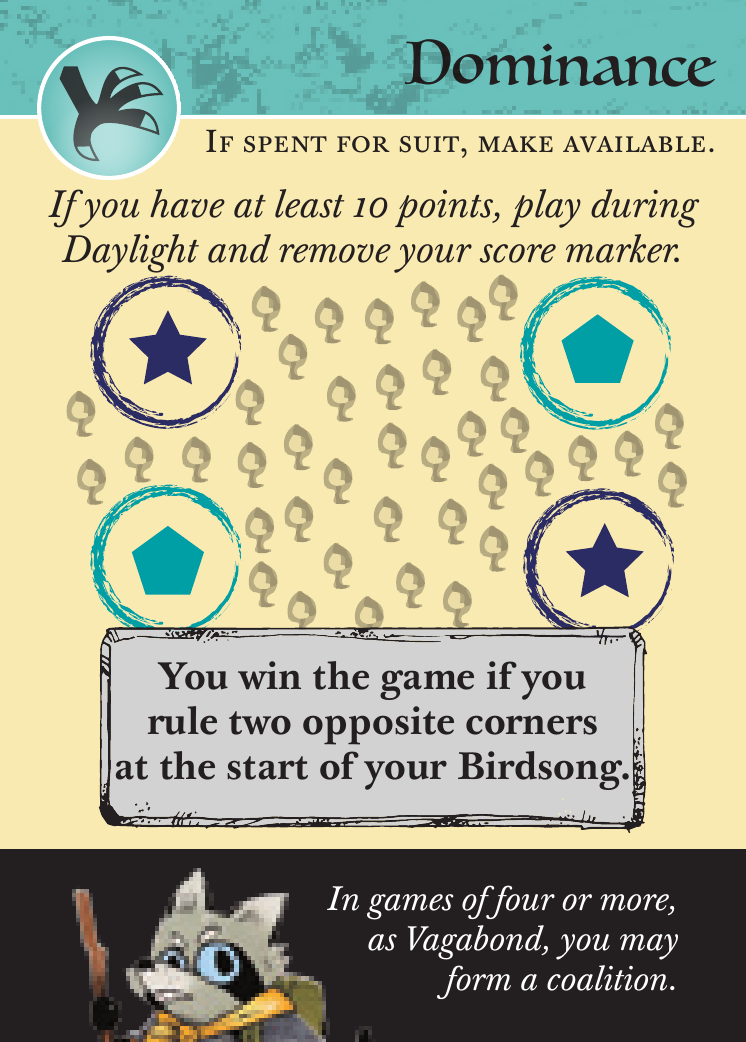 Dominance
If spent for suit, make available.
If you have at least 10 points, play during
Daylight and remove your score marker.
You win the game if you
rule two opposite corners
at the start of your Birdsong.
In games of four or more,
as Vagabond, you may
form a coalition.